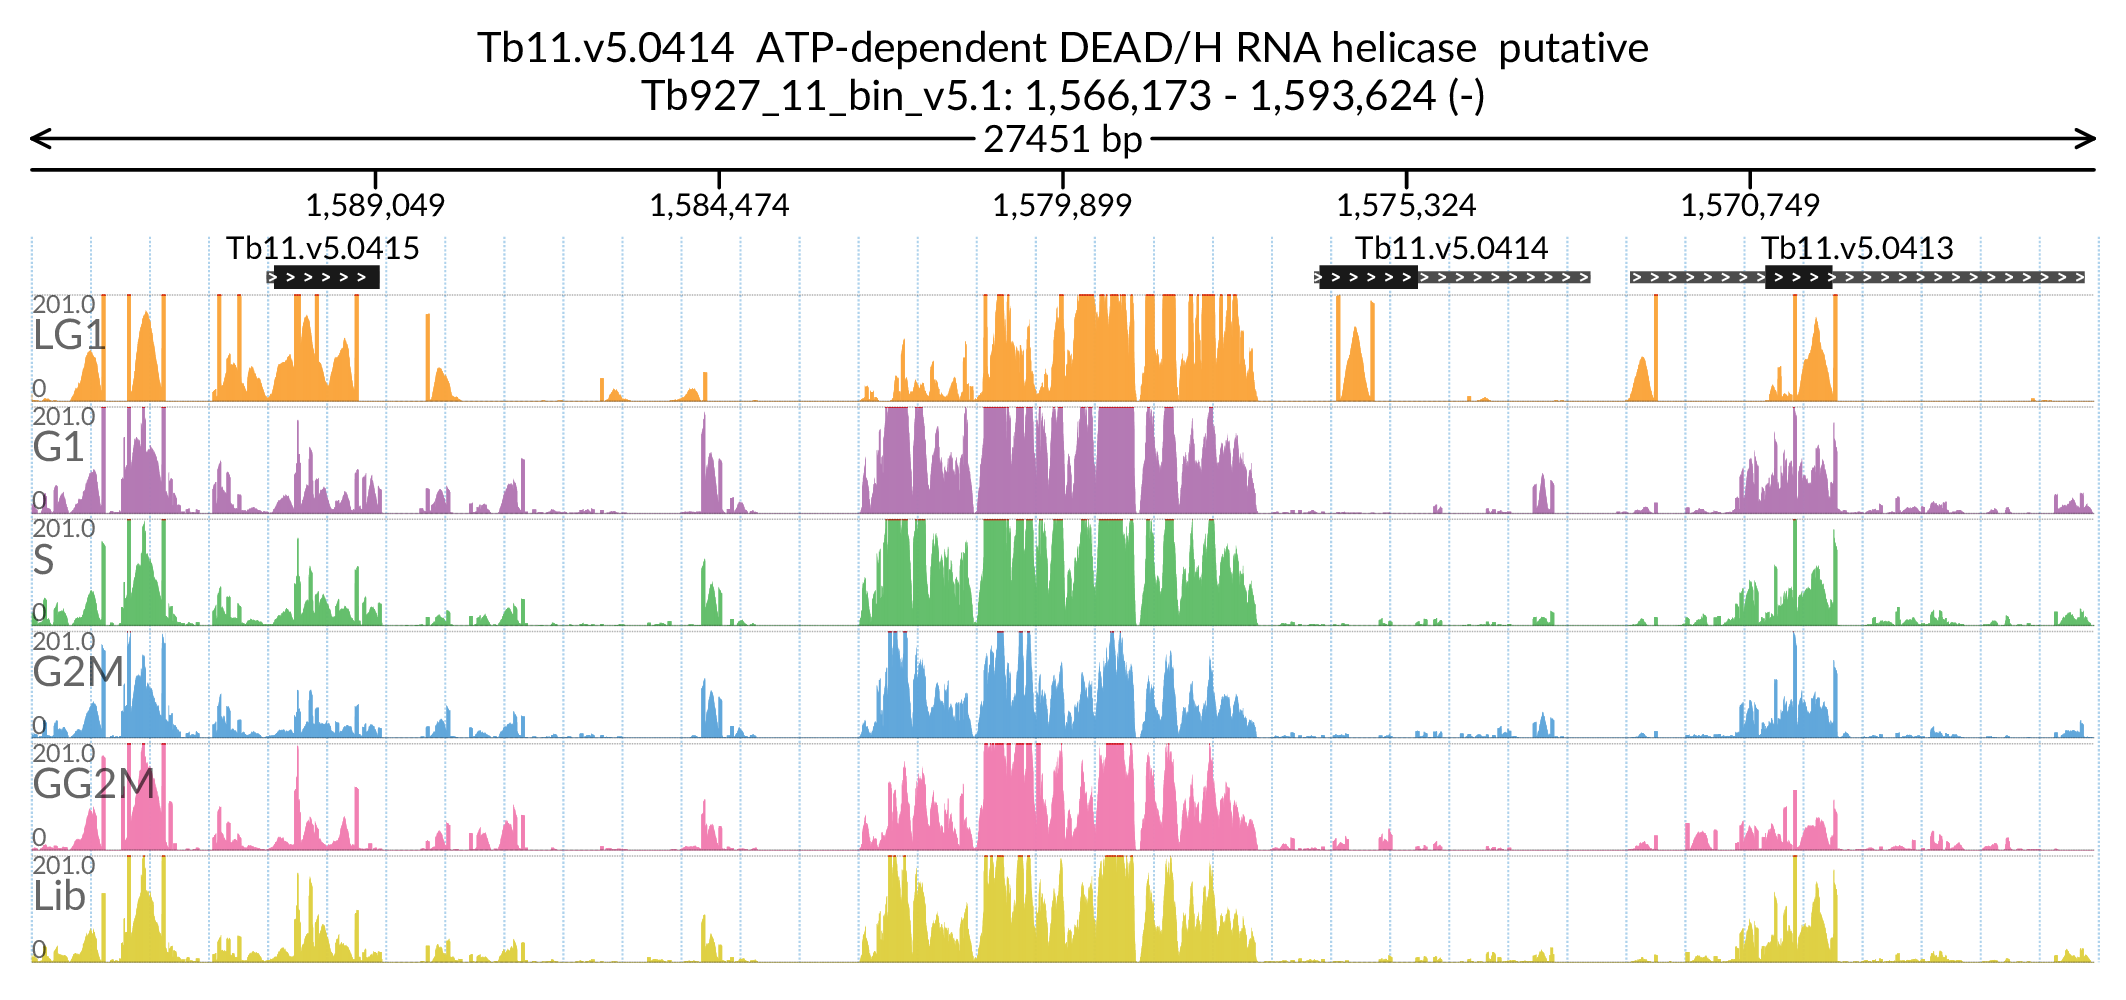 Tb11.v5.0414 ATP-dependent DEAD/H RNA helicase putative
Tb927_11_bin_v5.1: 1,566,173 - 1,593,624 (-)
27451 bp
1,589,049 1,584,474 1,579,899 1,575,324 1,570,749
Tb11.v5.0415 Tb11.v5.0414 Tb11.v5.0413
201.0
LG1
0
201.0
G1
0
201.0
S
0
201.0
G2M
0
201.0
GG2M
0
201.0
Lib
0